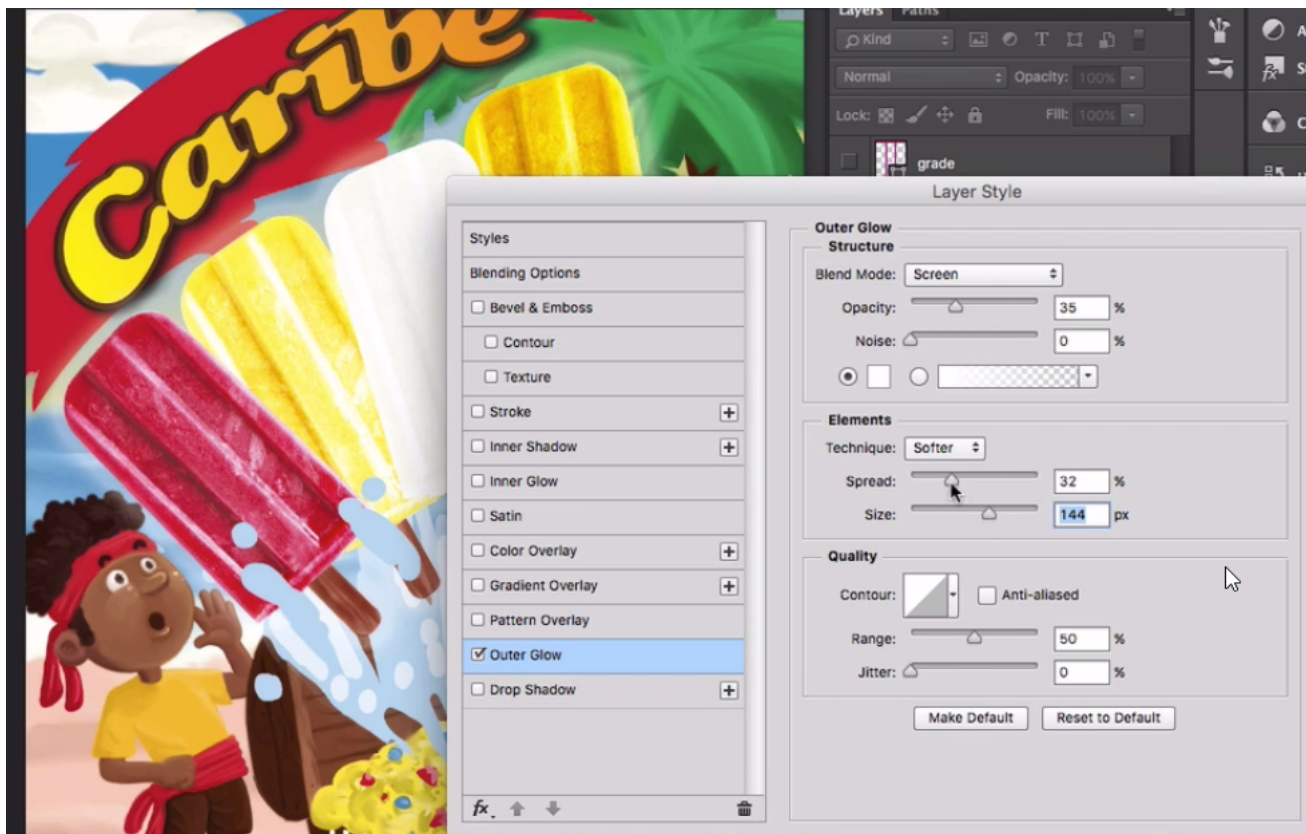 Caribe
Layers Paths
Kind
Normal Opacity: 100%
Lock: Fill: 100%
grade
Layer Style
Styles
Blending Options
Bevel & Emboss
Contour
Texture
Stroke
Inner Shadow
Inner Glow
Satin
Color Overlay
Gradient Overlay
Pattern Overlay
Outer Glow
Drop Shadow
fx
Outer Glow
Structure
Blend Mode: Screen
Opacity: 35 %
Noise: 0 %
Elements
Technique: Softer
Spread: 32 %
Size: 144 px
Quality
Contour: Anti-aliased
Range: 50 %
Jitter: 0 %
Make Default Reset to Default